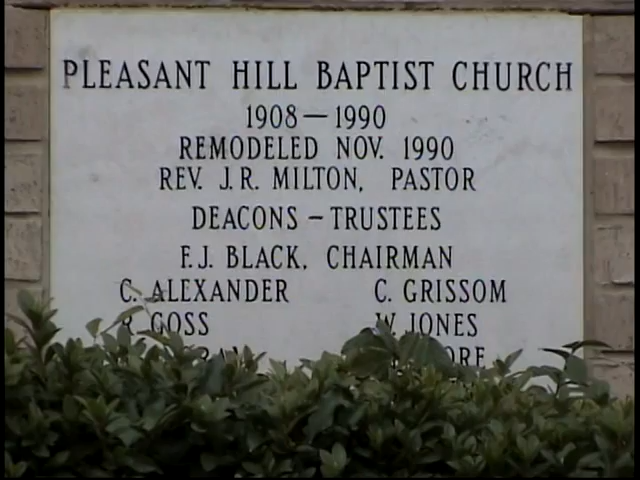 PLEASANT HILL BAPTIST CHURCH
1908 — 1990
REMODELED NOV. 1990
REV. J.R. MILTON, PASTOR
DEACONS – TRUSTEES
F.J. BLACK, CHAIRMAN
C. ALEXANDER C. GRISSOM
R. GOSS W. JONES